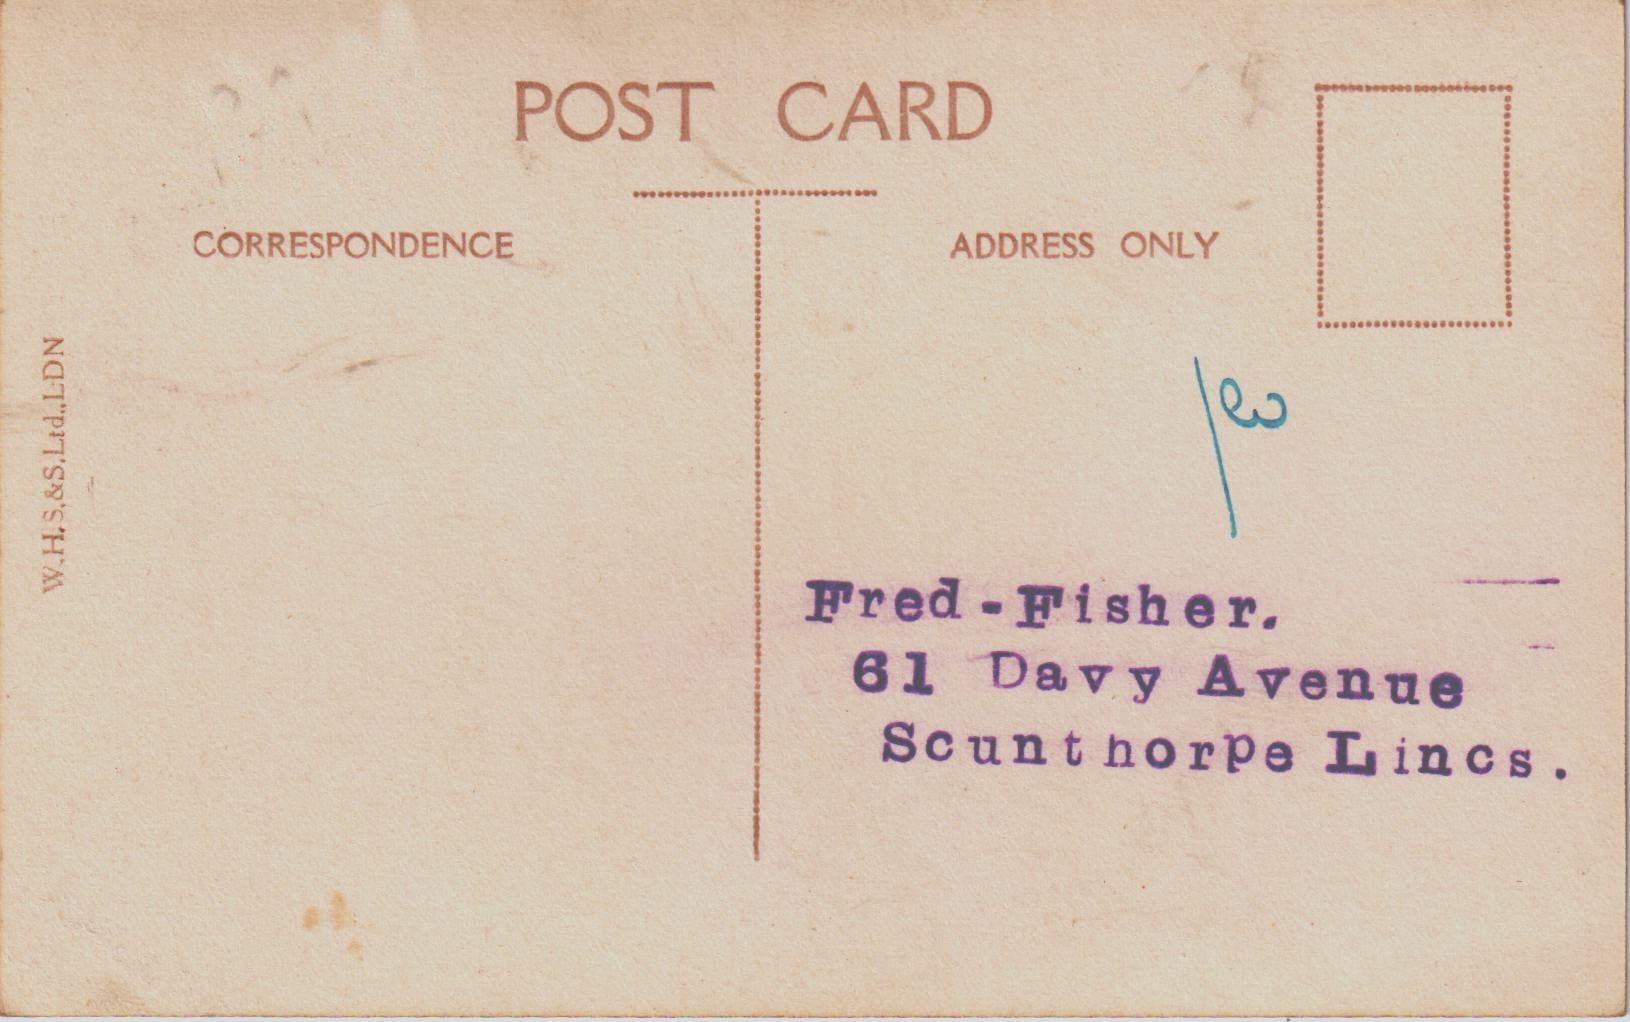 POST CARD
CORRESPONDENCE
ADDRESS ONLY
W.H.S.&S.Ltd.,LDN
Fred-Fisher.
61 Davy Avenue
Scunthorpe Lincs.